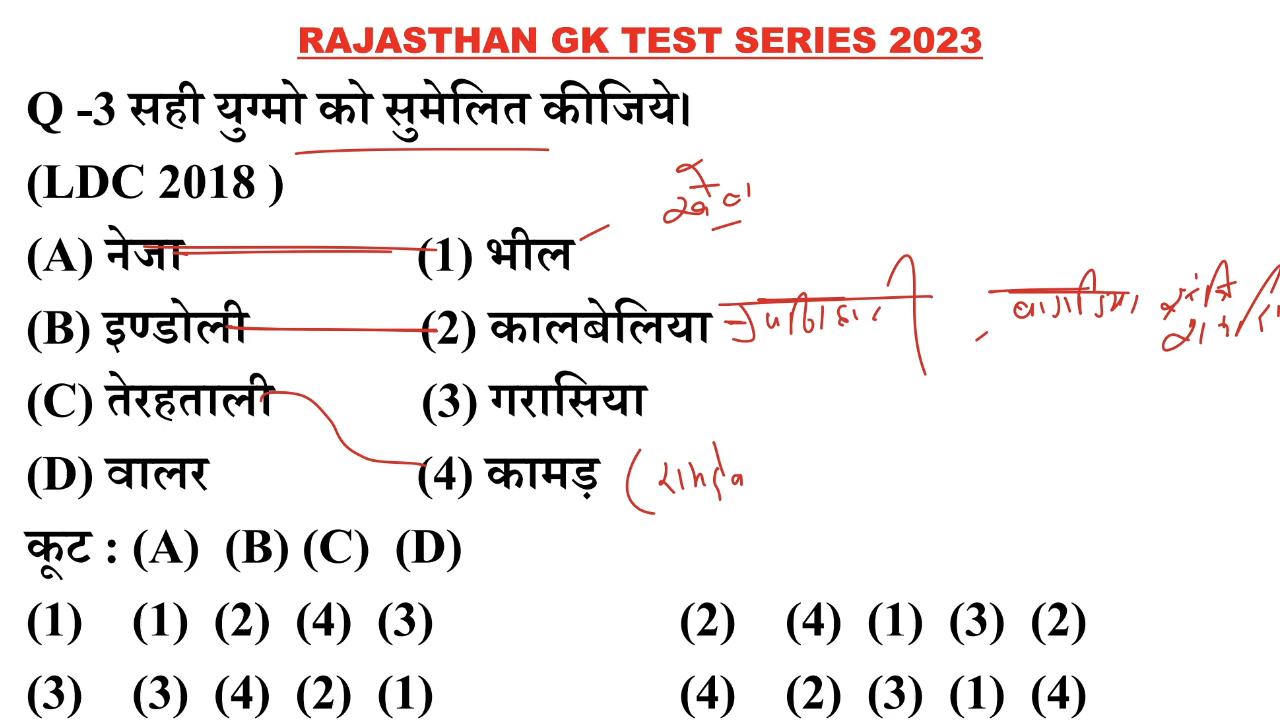 RAJASTHAN GK TEST SERIES 2023
Q -3 सही युग्मो को सुमेलित कीजिये।
(LDC 2018 )
(A) नेजा (1) भील
(B) इण्डोली (2) कालबेलिया
(C) तेरहताली (3) गरासिया
(D) वालर (4) कामड़
कूट : (A) (B) (C) (D)
(1) (1) (2) (4) (3) (2) (4) (1) (3) (2)
(3) (3) (4) (2) (1) (4) (2) (3) (1) (4)